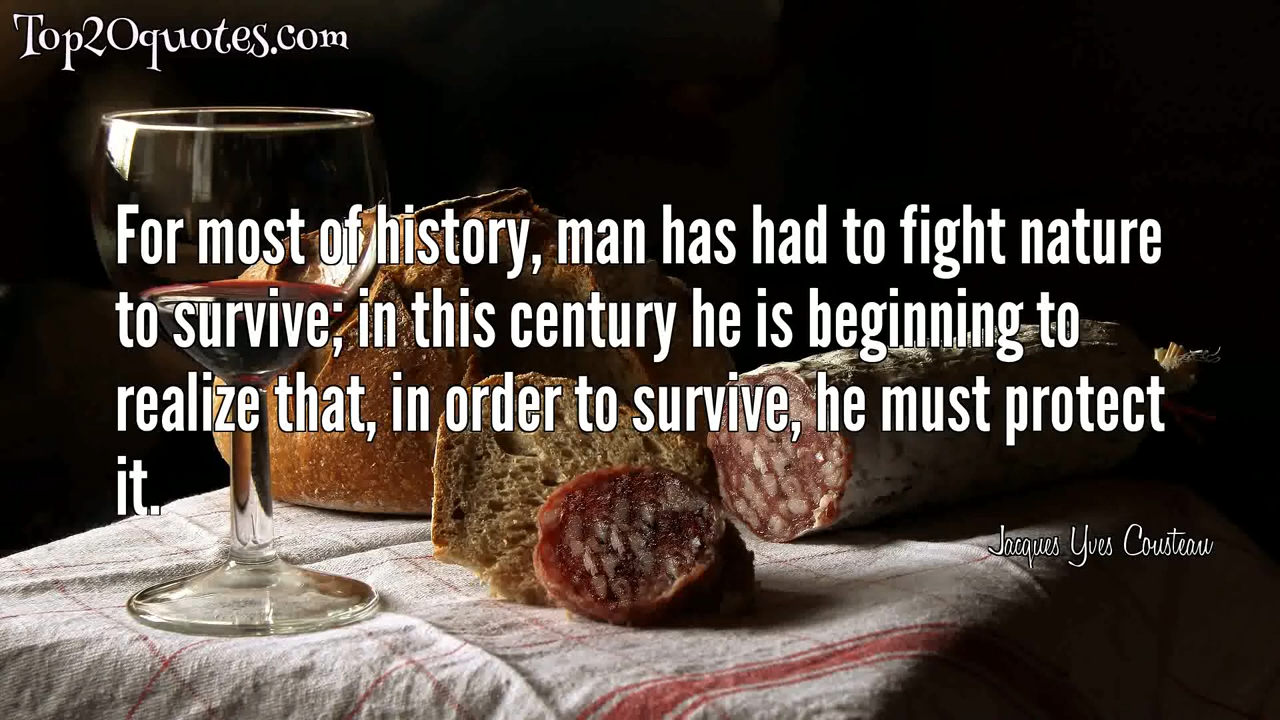 Top20quotes.com
For most of history, man has had to fight nature
to survive; in this century he is beginning to
realize that, in order to survive, he must protect
it.
Jacques Yves Cousteau